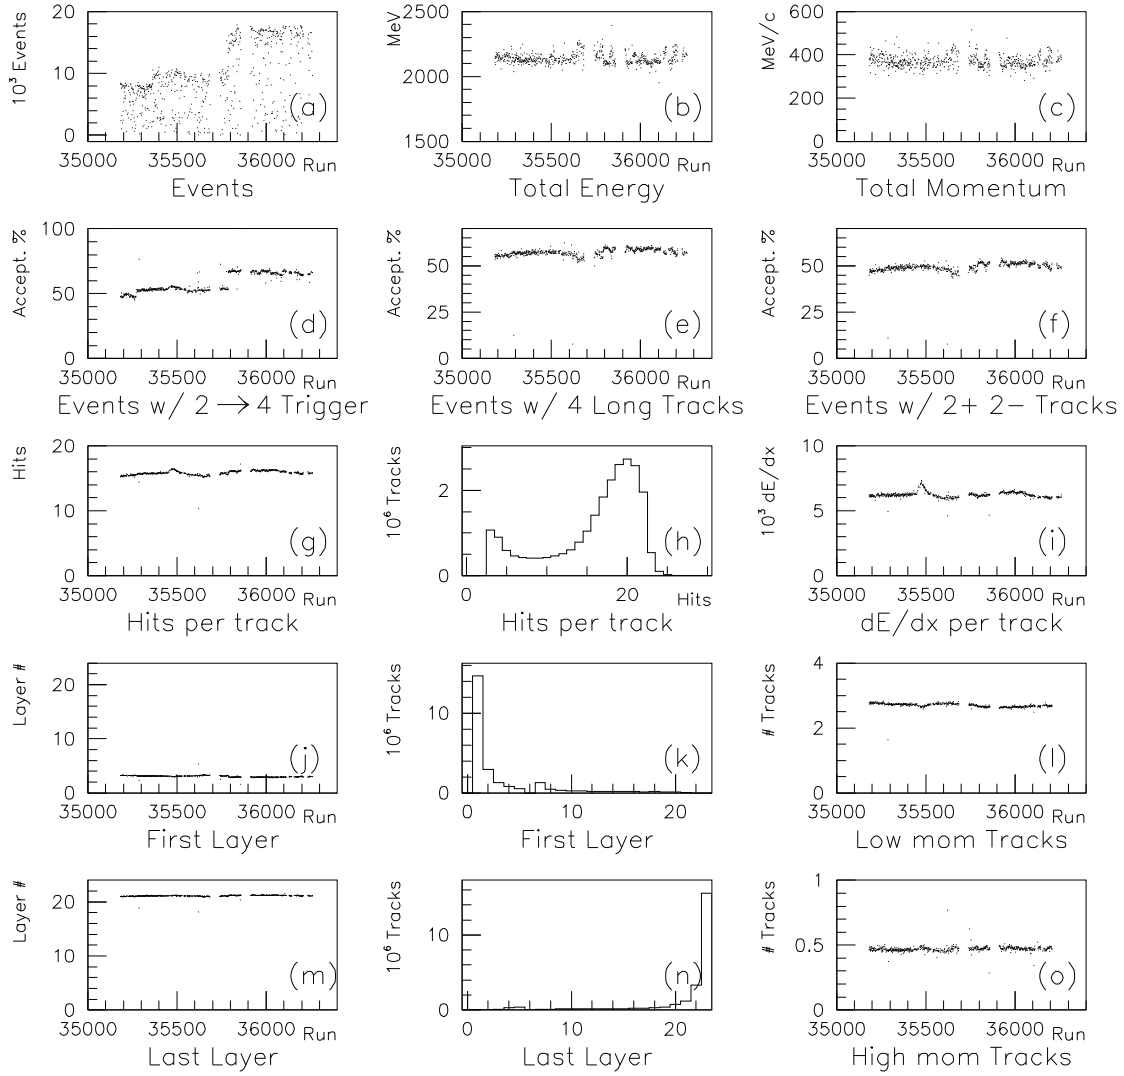 10³ Events
20
10
0
(a)
35000 35500 36000 Run
Events
MeV
2500
2000
1500
(b)
35000 35500 36000 Run
Total Energy
MeV/c
600
400
200
0
(c)
35000 35500 36000 Run
Total Momentum
Accept. %
100
50
0
(d)
35000 35500 36000 Run
Events w/ 2 → 4 Trigger
Accept. %
50
25
0
(e)
35000 35500 36000 Run
Events w/ 4 Long Tracks
Accept. %
50
25
0
(f)
35000 35500 36000 Run
Events w/ 2+ 2− Tracks
Hits
20
10
0
(g)
35000 35500 36000 Run
Hits per track
10⁶ Tracks
2
0
(h)
0 20 Hits
Hits per track
10³ dE/dx
10
5
0
(i)
35000 35500 36000 Run
dE/dx per track
Layer #
20
10
0
(j)
35000 35500 36000 Run
First Layer
10⁶ Tracks
10
0
(k)
0 10 20
First Layer
# Tracks
4
2
0
(l)
35000 35500 36000 Run
Low mom Tracks
Layer #
20
10
0
(m)
35000 35500 36000 Run
Last Layer
10⁶ Tracks
10
0
(n)
0 10 20
Last Layer
# Tracks
1
0.5
0
(o)
35000 35500 36000 Run
High mom Tracks